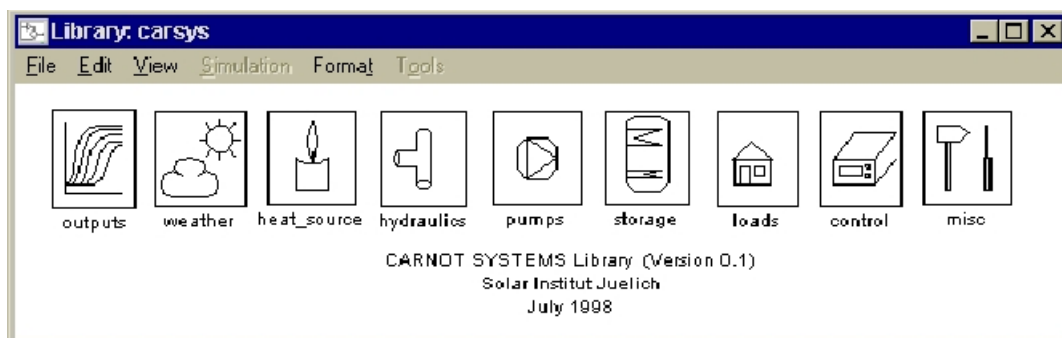 Library: carsys
File Edit View Simulation Format Tools
outputs weather heat_source hydraulics pumps storage loads control misc
CARNOT SYSTEMS Library (Version 0.1)
Solar Institut Juelich
July 1998